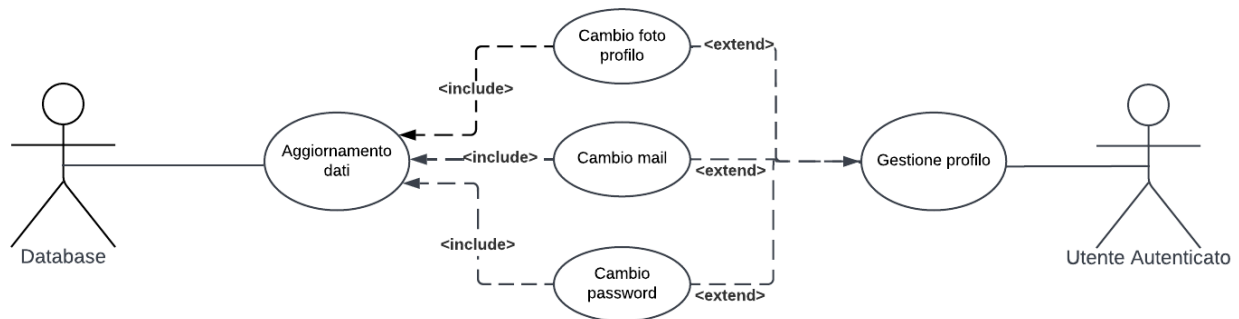 Cambio foto
profilo
<extend>
<include>
Aggiornamento
dati
<include>
Cambio mail
<extend>
Gestione profilo
<include>
Cambio
password
<extend>
Database
Utente Autenticato